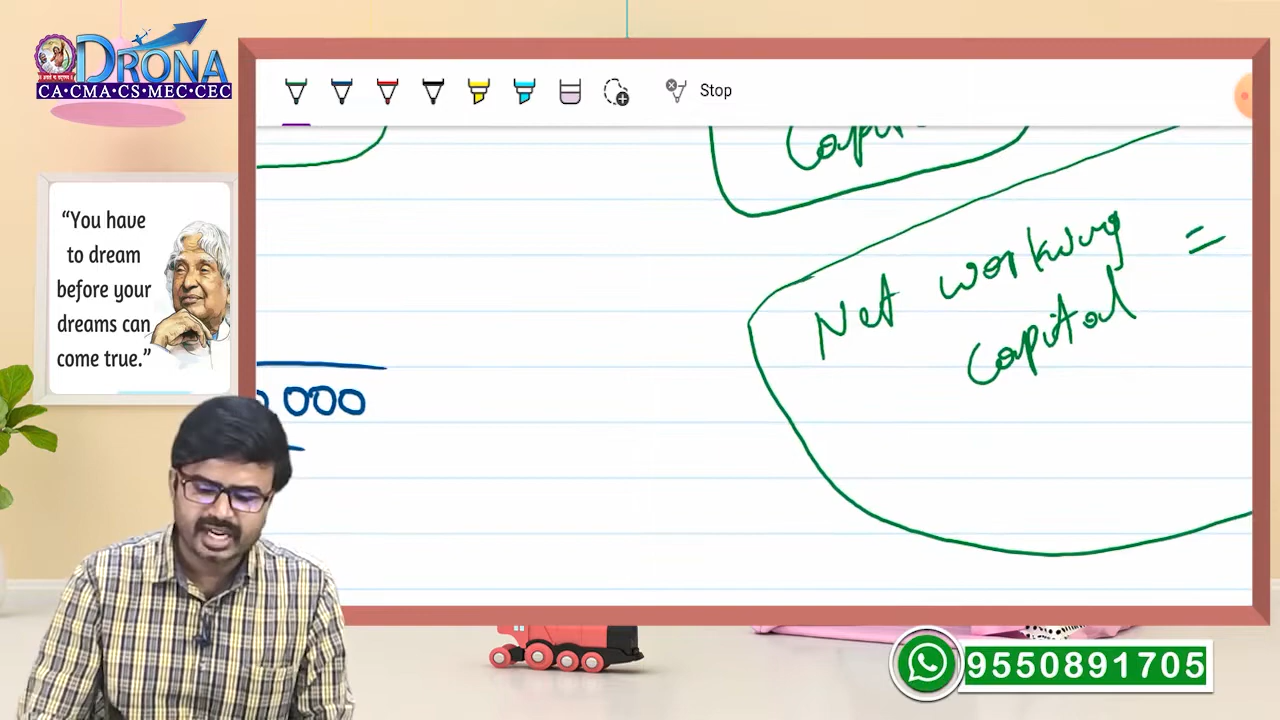 DRONA
CA•CMA•CS•MEC•CEC
Stop
“You have
to dream
before your
dreams can
come true.”
Capit
Net working =
capital
000
9550891705